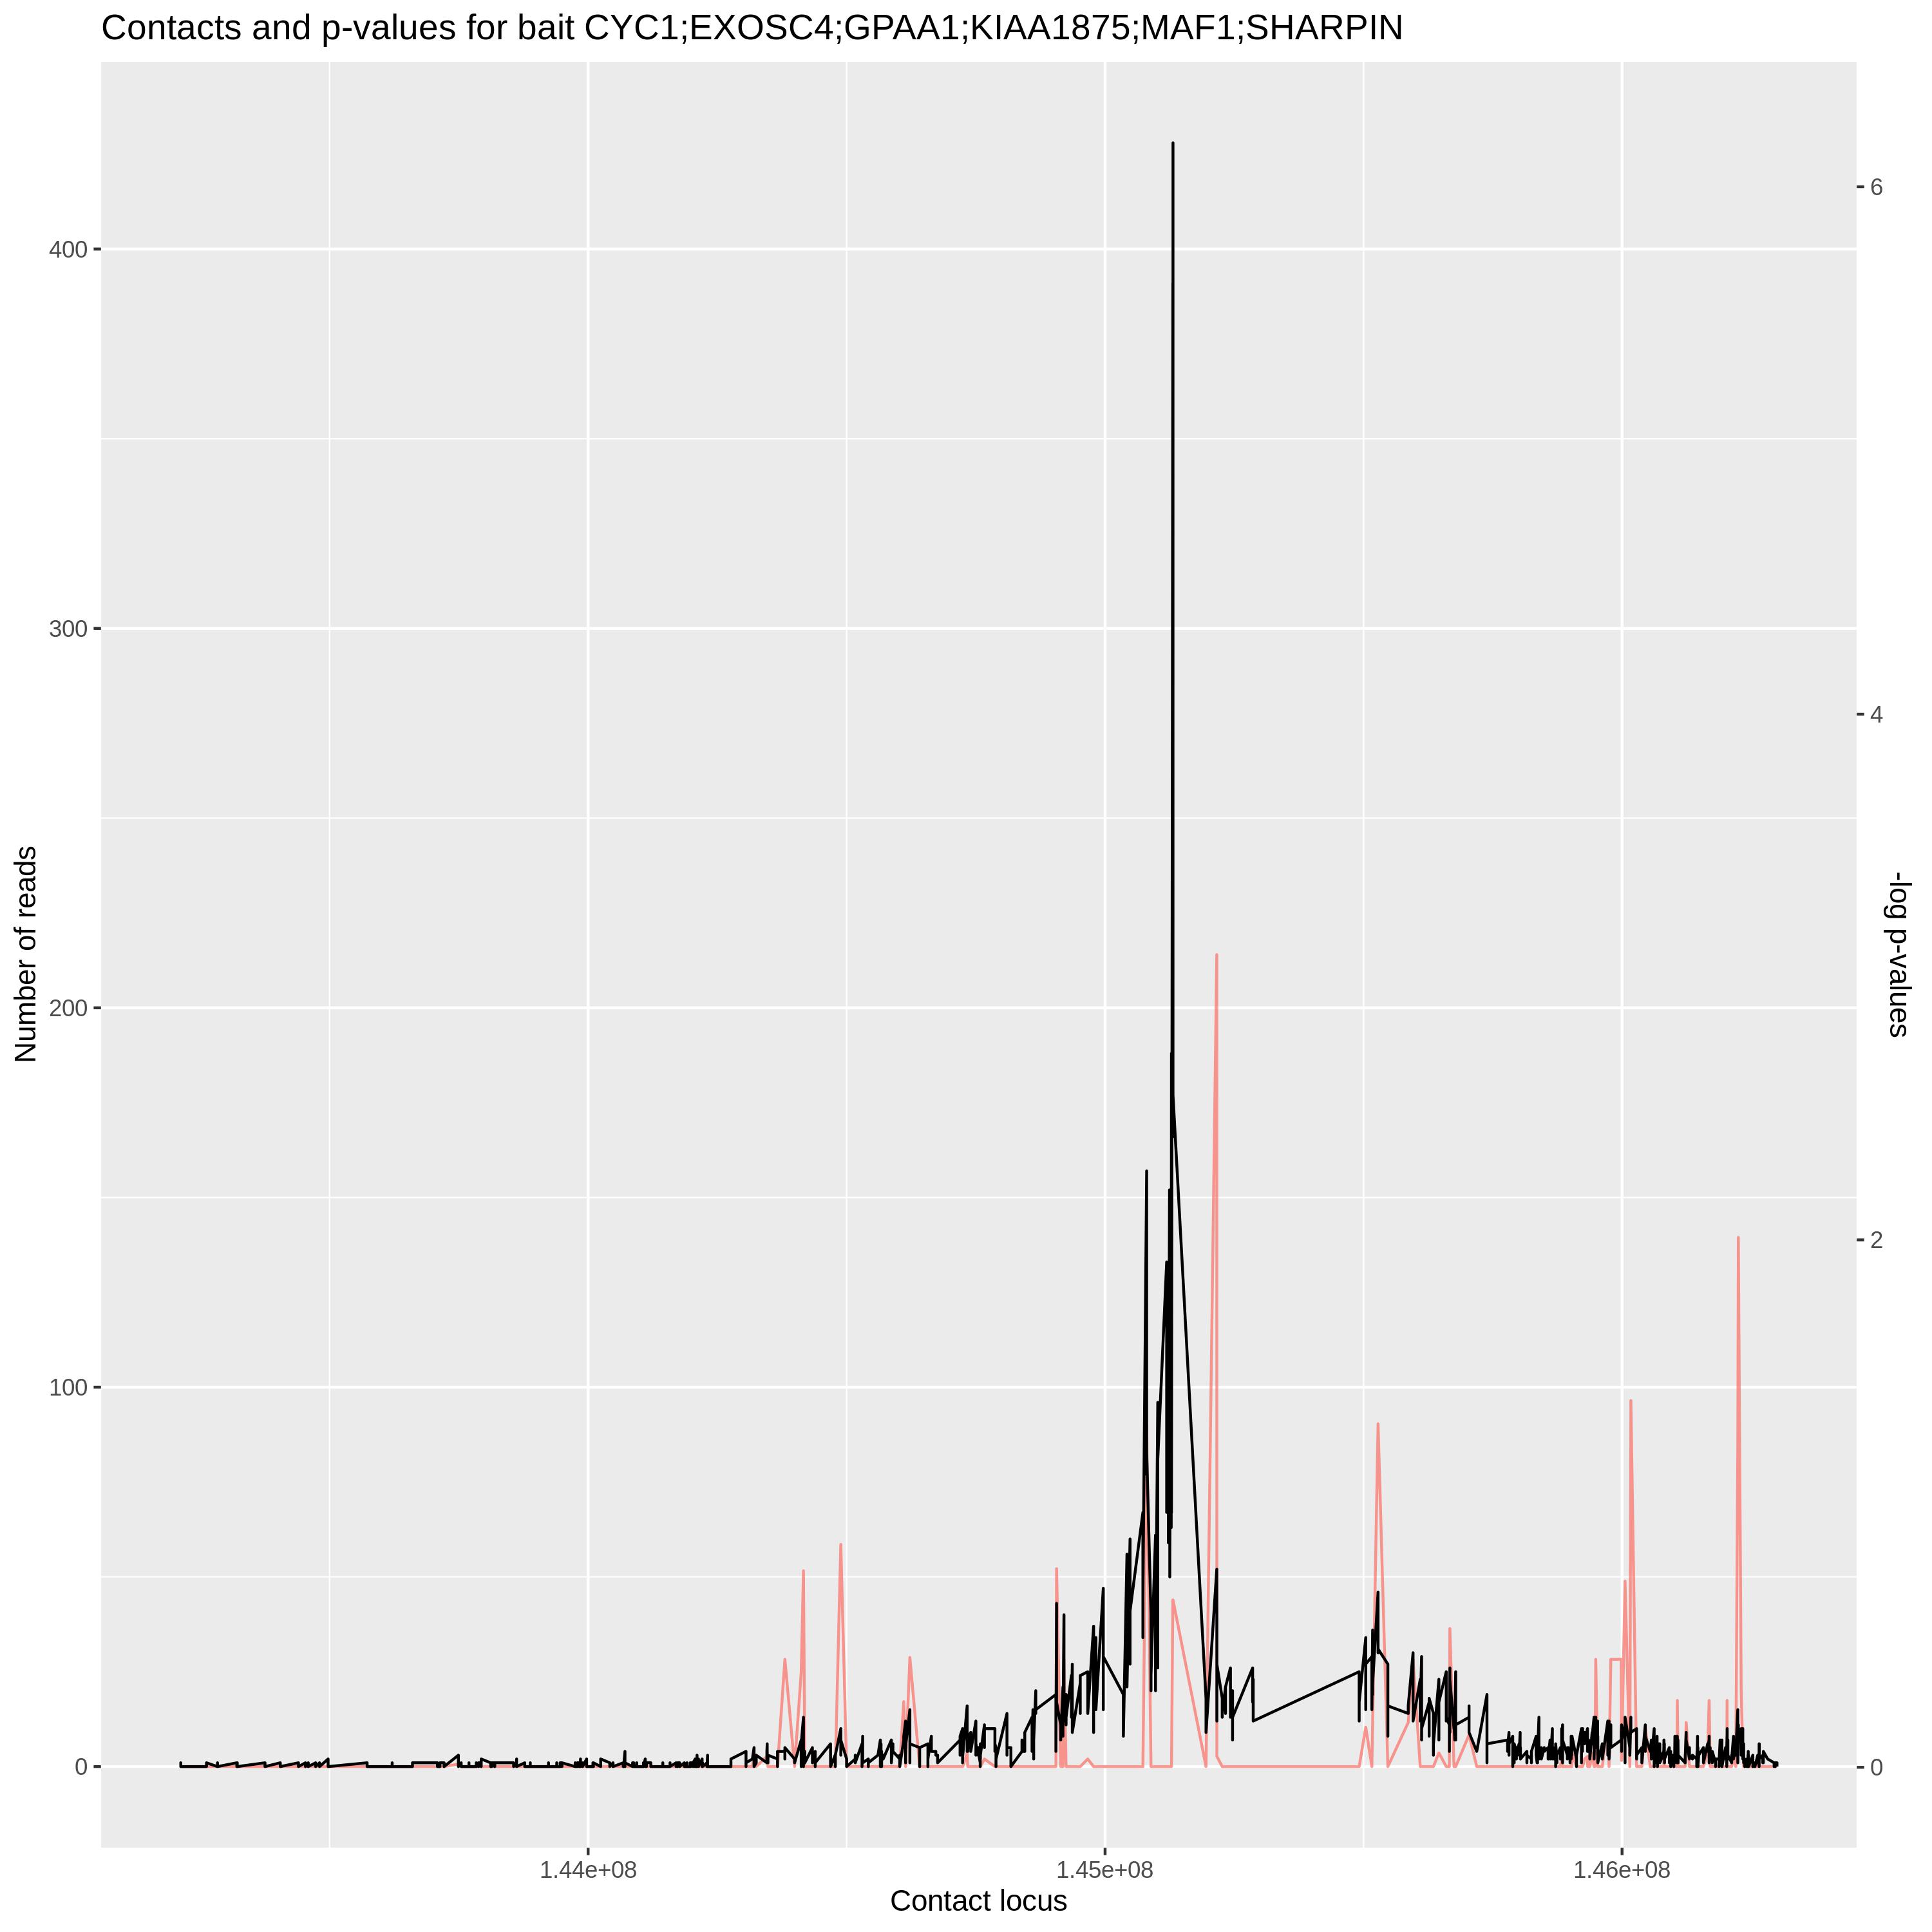 Contacts and p-values for bait CYC1;EXOSC4;GPAA1;KIAA1875;MAF1;SHARPIN
400
300
200
100
0
Number of reads
6
4
2
0
-log p-values
1.44e+08
1.45e+08
1.46e+08
Contact locus